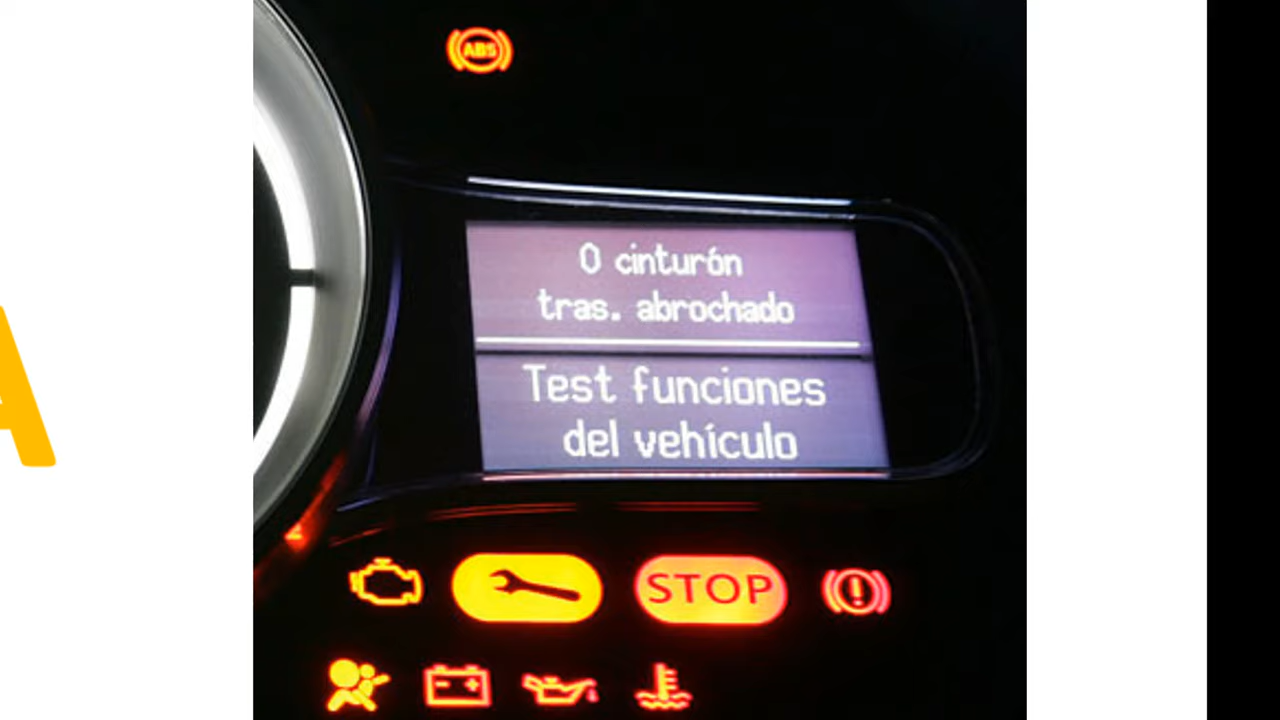 A
ABS
0 cinturón
tras. abrochado
Test funciones
del vehículo
STOP